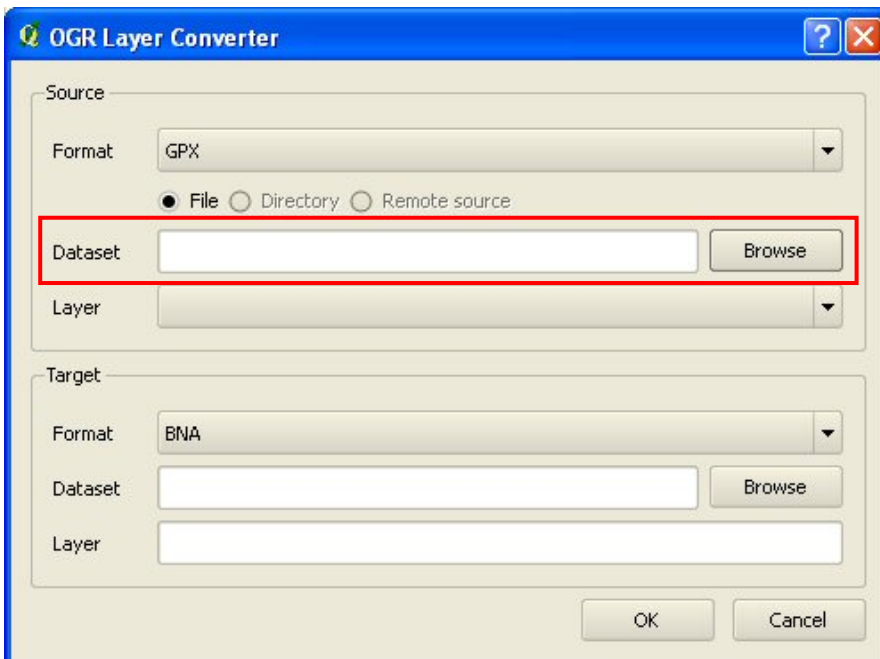 OGR Layer Converter
Source
Format GPX
File Directory Remote source
Dataset Browse
Layer
Target
Format BNA
Dataset Browse
Layer
OK Cancel